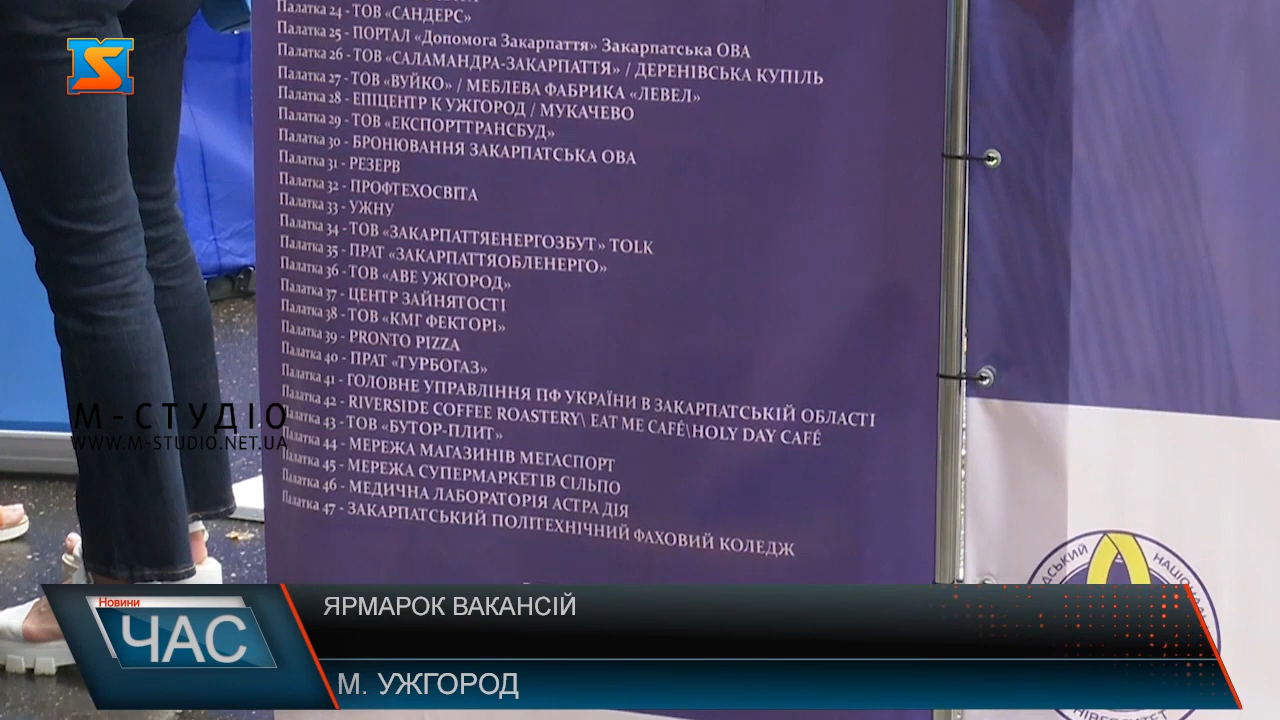 Палатка 24 - ТОВ «САНДЕРС»
Палатка 25 - ПОРТАЛ «Допомога Закарпаття» Закарпатська ОВА
Палатка 26 - ТОВ «САЛАМАНДРА-ЗАКАРПАТТЯ» / ДЕРЕНІВСЬКА КУПІЛЬ
Палатка 27 - ТОВ «ВУЙКО» / МЕБЛЕВА ФАБРИКА «ЛЕВЕЛ»
Палатка 28 - ЕПІЦЕНТР К УЖГОРОД / МУКАЧЕВО
Палатка 29 - ТОВ «ЕКСПОРТТРАНСБУД»
Палатка 30 - БРОНЮВАННЯ ЗАКАРПАТСЬКА ОВА
Палатка 31 - РЕЗЕРВ
Палатка 32 - ПРОФТЕХОСВІТА
Палатка 33 - УЖНУ
Палатка 34 - ТОВ «ЗАКАРПАТТЯЕНЕРГОЗБУТ» TOLK
Палатка 35 - ПРАТ «ЗАКАРПАТТЯОБЛЕНЕРГО»
Палатка 36 - ТОВ «АВЕ УЖГОРОД»
Палатка 37 - ЦЕНТР ЗАЙНЯТОСТІ
Палатка 38 - ТОВ «КМГ ФЕКТОРІ»
Палатка 39 - PRONTO PIZZA
Палатка 40 - ПРАТ «ТУРБОГАЗ»
Палатка 41 - ГОЛОВНЕ УПРАВЛІННЯ ПФ УКРАЇНИ В ЗАКАРПАТСЬКІЙ ОБЛАСТІ
Палатка 42 - RIVERSIDE COFFEE ROASTERY\ EAT ME CAFÉ\HOLY DAY CAFÉ
Палатка 43 - ТОВ «БУТОР-ПЛИТ»
Палатка 44 - МЕРЕЖА МАГАЗИНІВ МЕГАСПОРТ
Палатка 45 - МЕРЕЖА СУПЕРМАРКЕТІВ СІЛЬПО
Палатка 46 - МЕДИЧНА ЛАБОРАТОРІЯ АСТРА ДІЯ
Палатка 47 - ЗАКАРПАТСЬКИЙ ПОЛІТЕХНІЧНИЙ ФАХОВИЙ КОЛЕДЖ
М-СТУДІО
WWW.M-STUDIO.NET.UA
Новини
ЧАС
ЯРМАРОК ВАКАНСІЙ
М. УЖГОРОД